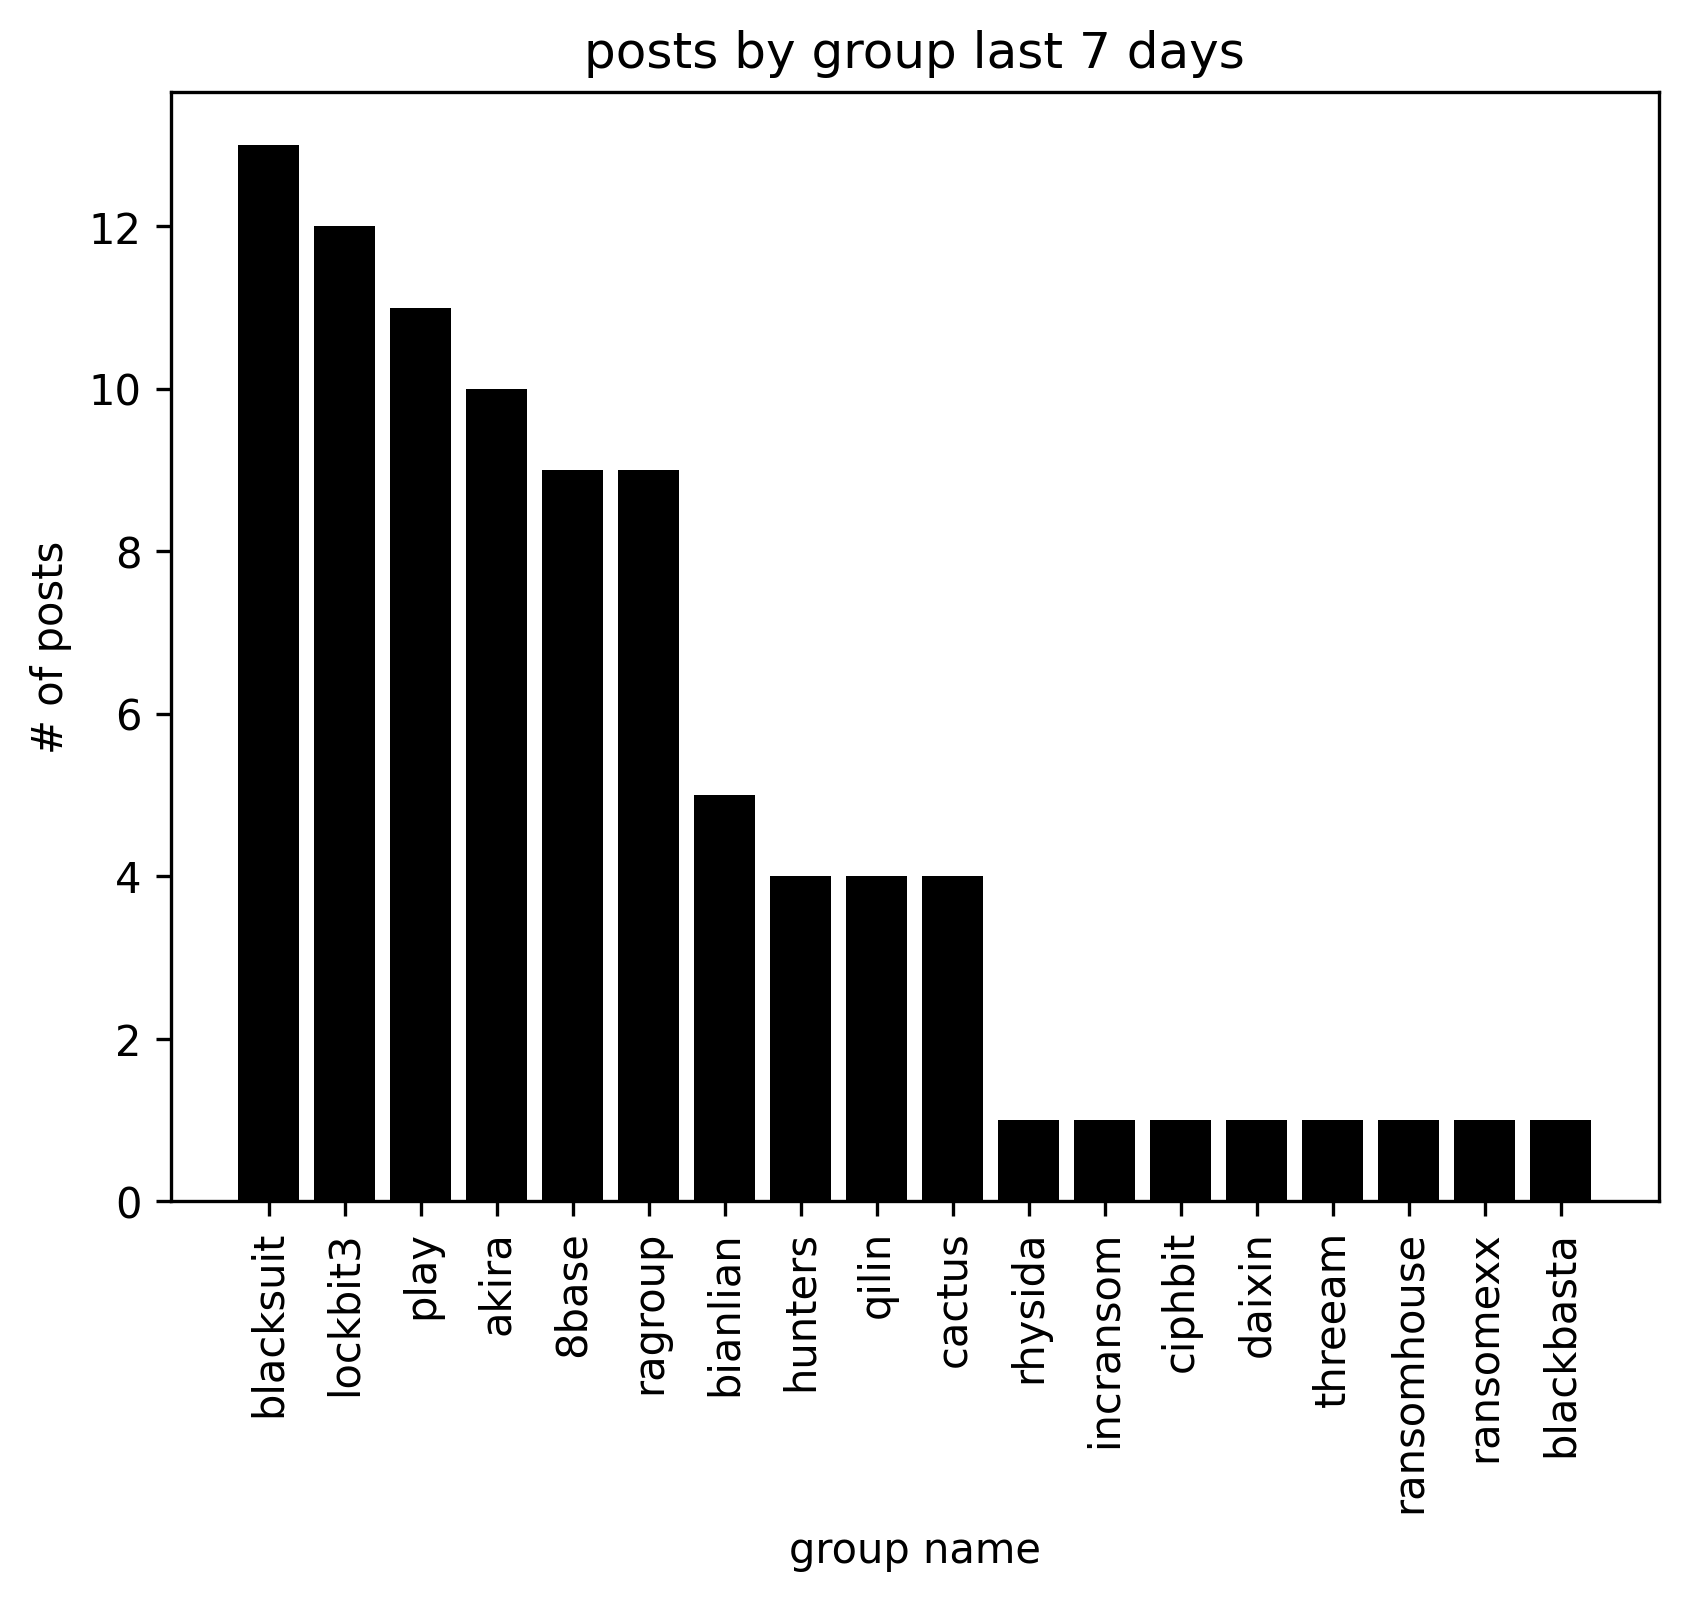 posts by group last 7 days
# of posts
12
10
8
6
4
2
0
blacksuit
lockbit3
play
akira
8base
ragroup
bianlian
hunters
qilin
cactus
rhysida
incransom
ciphbit
daixin
threeam
ransomhouse
ransomexx
blackbasta
group name